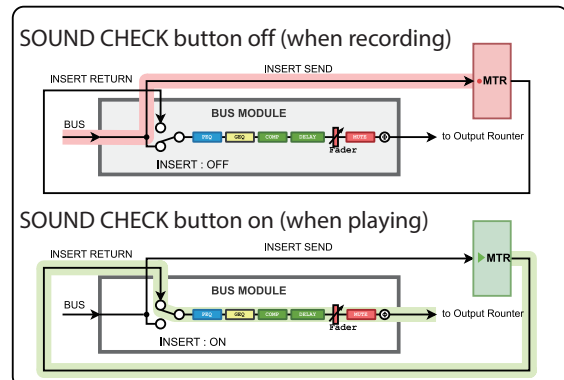 SOUND CHECK button off (when recording)
INSERT RETURN
INSERT SEND
MTR
BUS
BUS MODULE
PEQ GEQ COMP DELAY MUTE
Fader
to Output Rounter
INSERT : OFF
SOUND CHECK button on (when playing)
INSERT RETURN
INSERT SEND
MTR
BUS
BUS MODULE
PEQ GEQ COMP DELAY MUTE
Fader
to Output Rounter
INSERT : ON